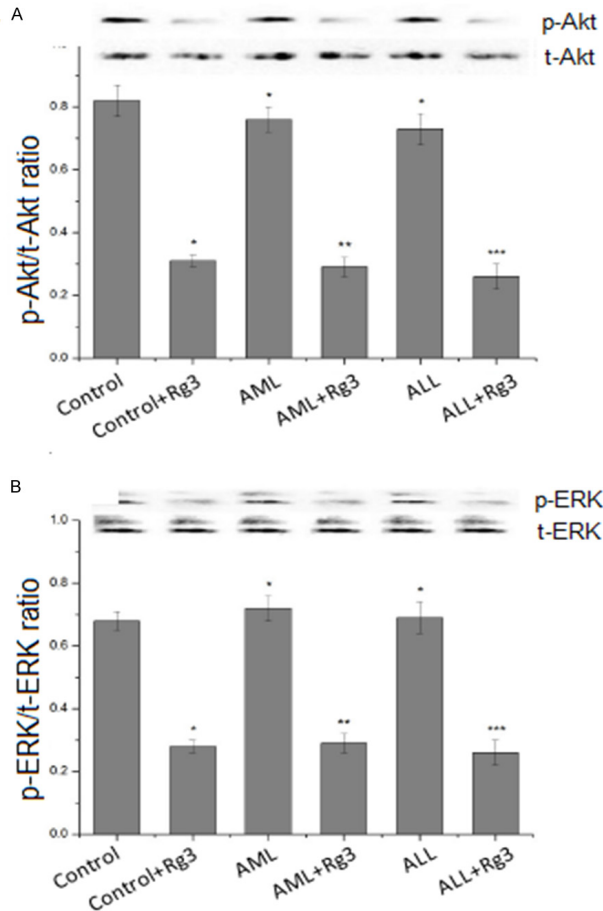 A
p-Akt
t-Akt
0.8
0.6
0.4
0.2
0.0
p-Akt/t-Akt ratio
* * * ** * ***
Control Control+Rg3 AML AML+Rg3 ALL ALL+Rg3
B
p-ERK
t-ERK
1.0
0.8
0.6
0.4
0.2
0.0
p-ERK/t-ERK ratio
* * ** * ***
Control Control+Rg3 AML AML+Rg3 ALL ALL+Rg3